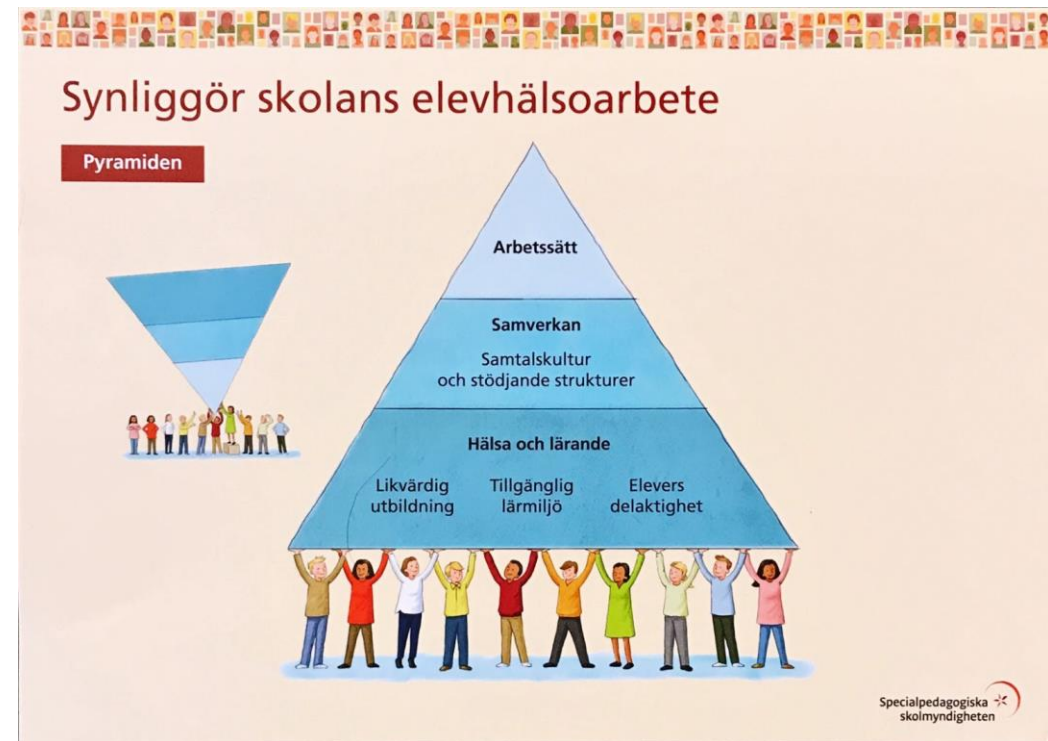 Synliggör skolans elevhälsoarbete
Pyramiden
Arbetssätt
Samverkan
Samtalskultur
och stödjande strukturer
Hälsa och lärande
Likvärdig
utbildning
Tillgänglig
lärmiljö
Elevers
delaktighet
Specialpedagogiska
skolmyndigheten